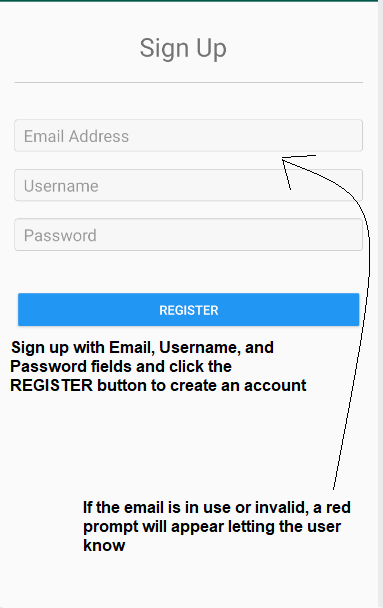 Sign Up
Email Address
Username
Password
REGISTER
Sign up with Email, Username, and
Password fields and click the
REGISTER button to create an account
If the email is in use or invalid, a red
prompt will appear letting the user
know